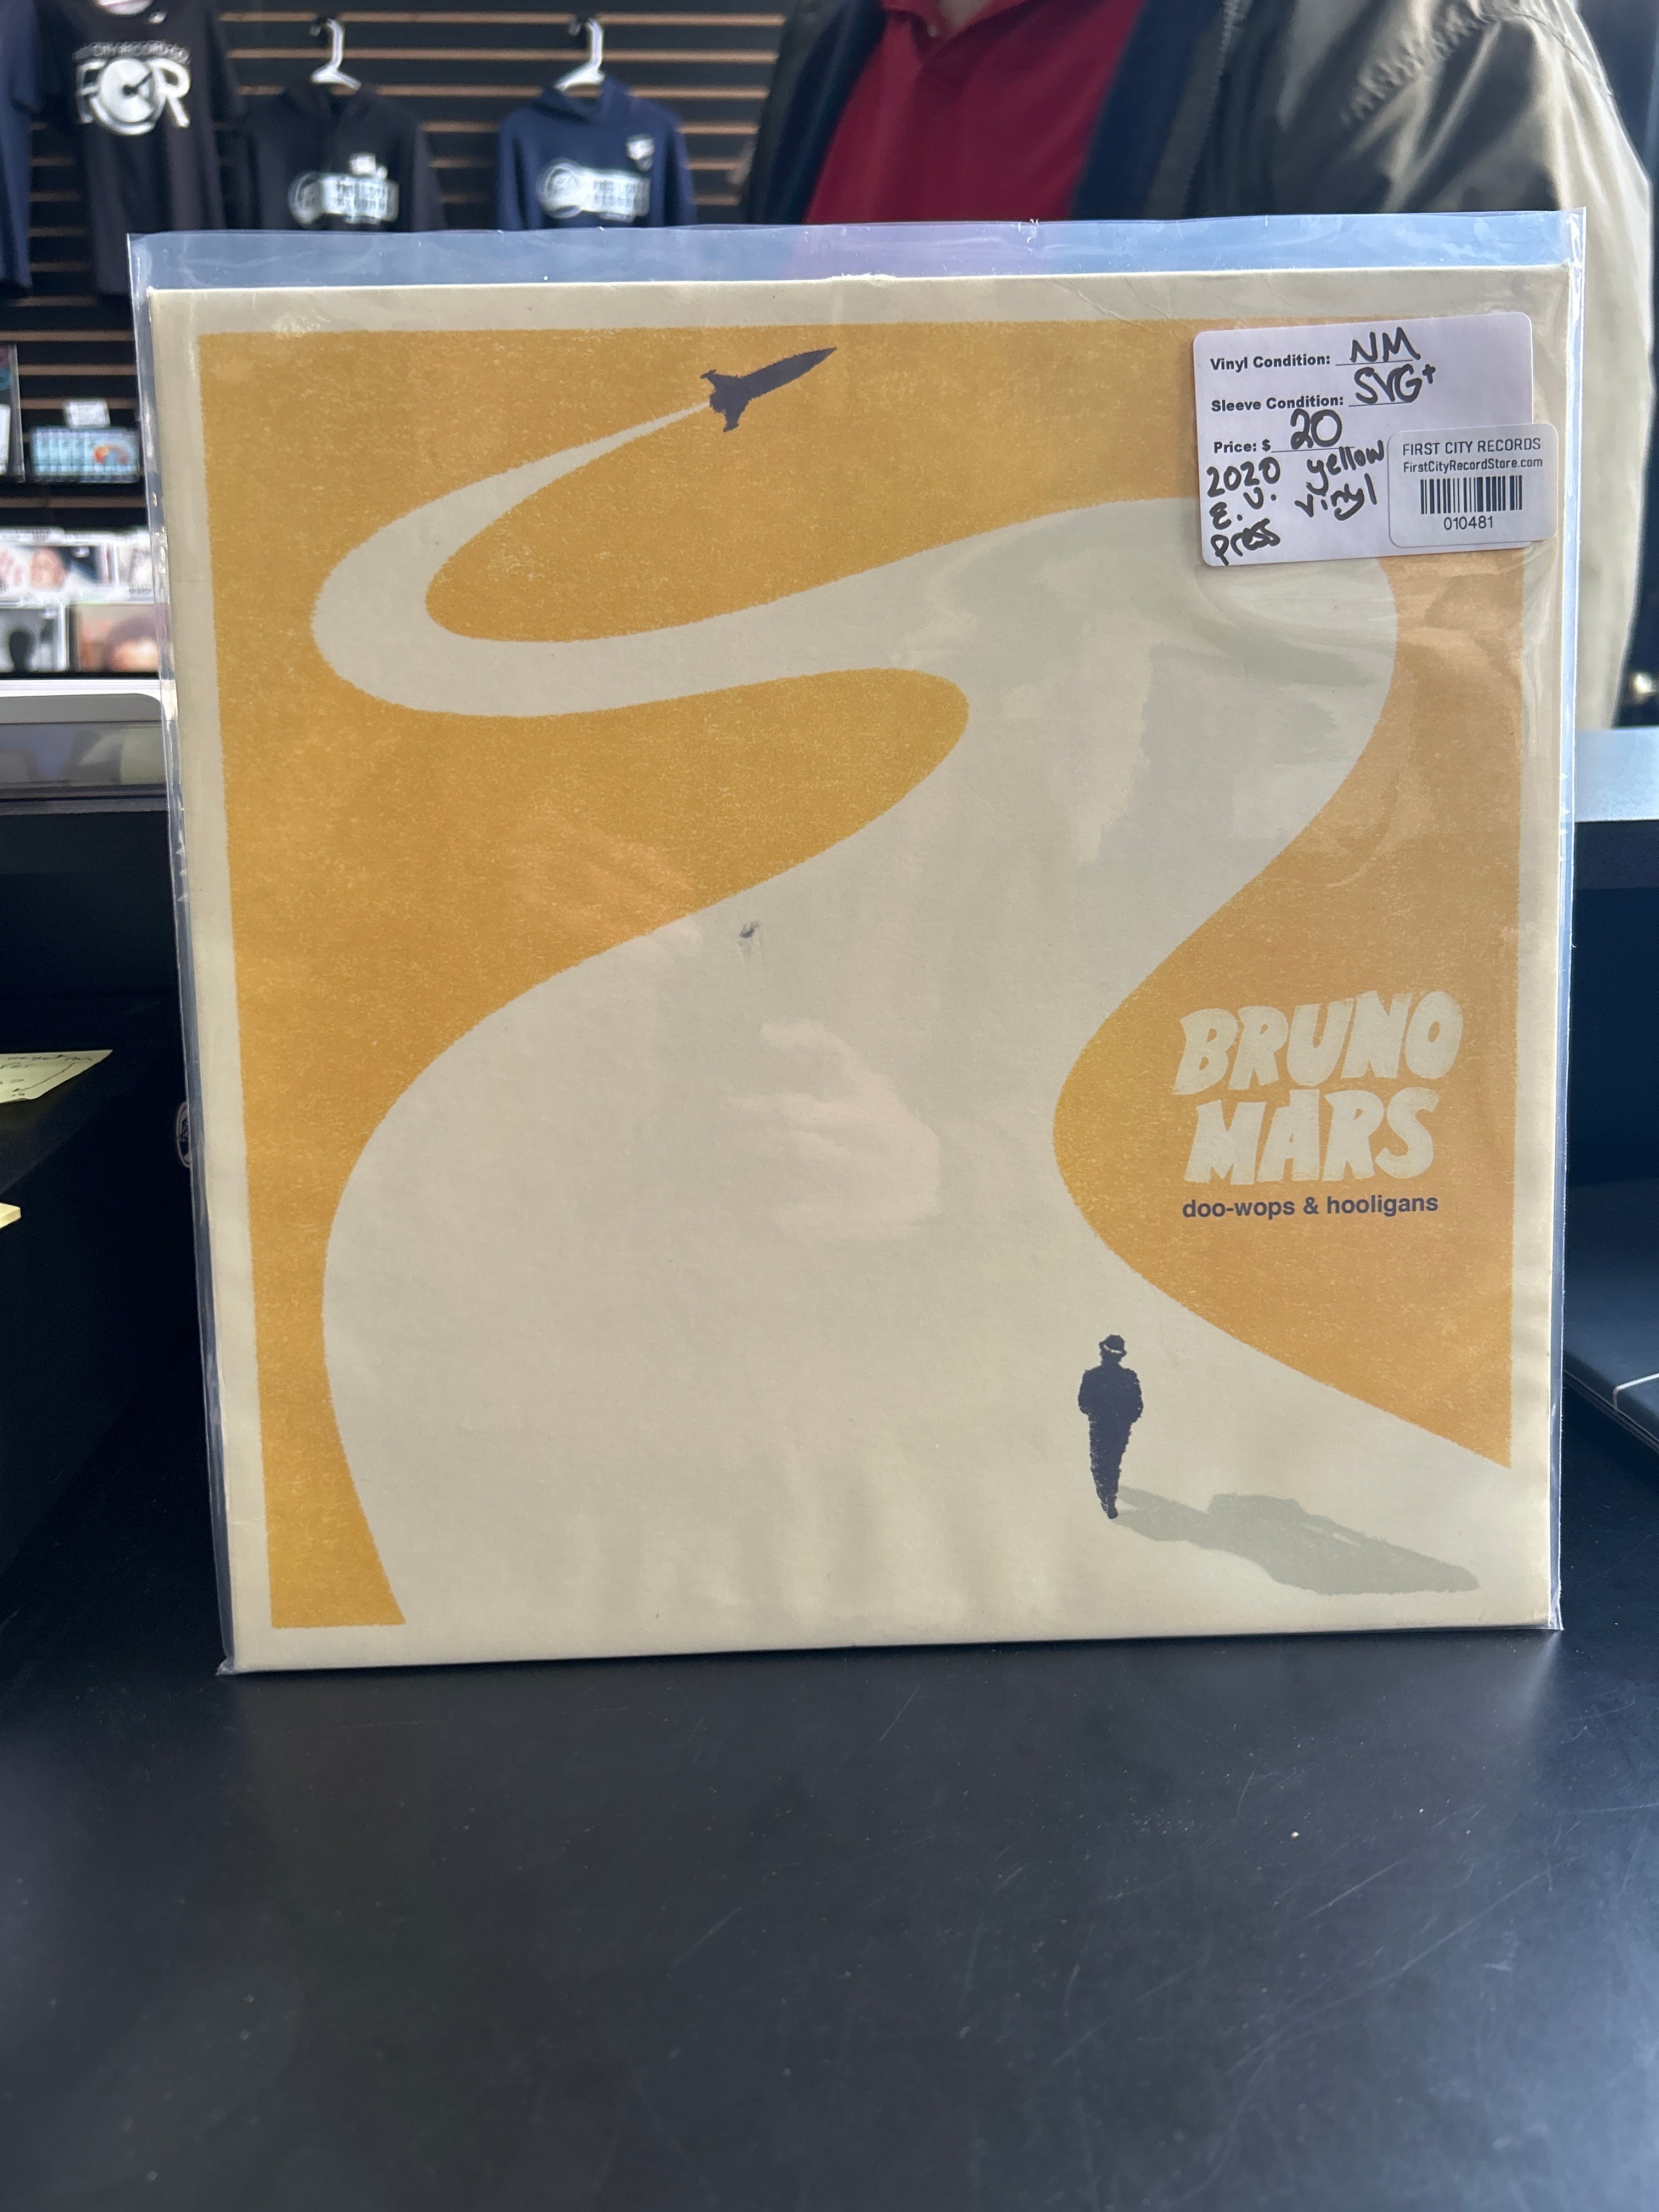 FCR
Vinyl Condition: NM
Sleeve Condition: SVG+
Price: $ 20
2020 yellow
E.U. vinyl
press
FIRST CITY RECORDS
FirstCityRecordStore.com
010481
BRUNO
MARS
doo-wops & hooligans